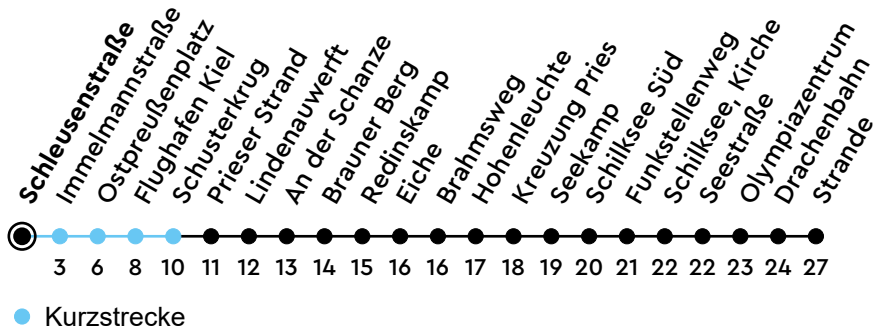 Schleusenstraße
Immelmannstraße
Ostpreußenplatz
Flughafen Kiel
Schusterkrug
Prieser Strand
Lindenauwerft
An der Schanze
Brauner Berg
Redinskamp
Eiche
Brahmsweg
Hohenleuchte
Kreuzung Pries
Seekamp
Schilksee Süd
Funkstellenweg
Schilksee, Kirche
Seestraße
Olympiazentrum
Drachenbahn
Strande
3 6 8 10 11 12 13 14 15 16 16 17 18 19 20 21 22 22 23 24 27
Kurzstrecke